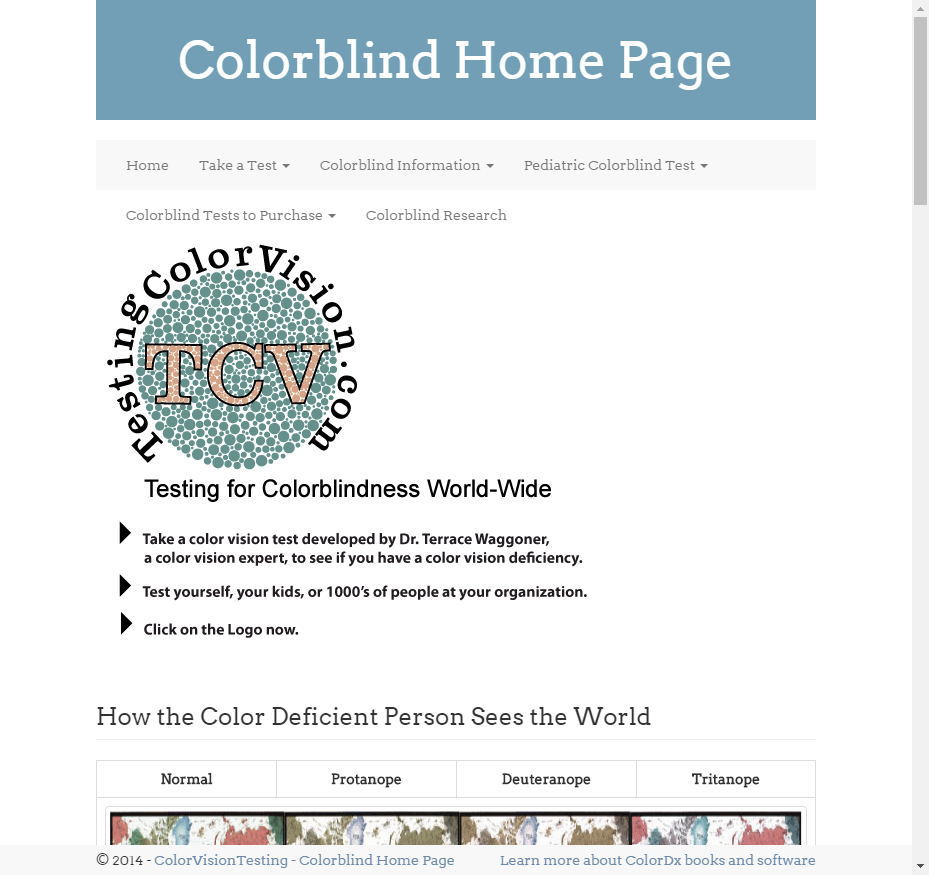 Colorblind Home Page
Home Take a Test Colorblind Information Pediatric Colorblind Test
Colorblind Tests to Purchase Colorblind Research
TestingColorVision.com
TCV
Testing for Colorblindness World-Wide
Take a color vision test developed by Dr. Terrace Waggoner,
a color vision expert, to see if you have a color vision deficiency.
Test yourself, your kids, or 1000's of people at your organization.
Click on the Logo now.
How the Color Deficient Person Sees the World
Normal Protanope Deuteranope Tritanope
© 2014 - ColorVisionTesting - Colorblind Home Page Learn more about ColorDx books and software